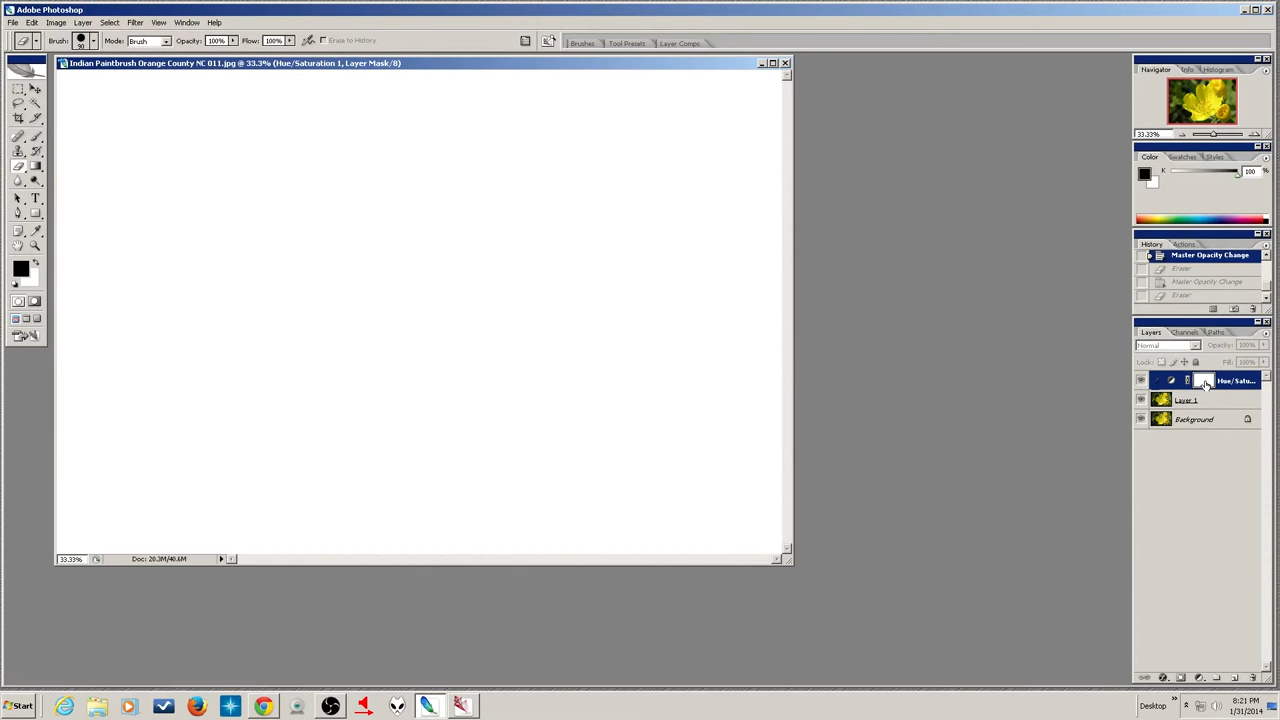 Adobe Photoshop
File Edit Image Layer Select Filter View Window Help
Brush: 90 Mode: Brush Opacity: 100% Flow: 100% Erase to History Brushes Tool Presets Layer Comps
Indian Paintbrush Orange County NC 011.jpg @ 33.3% (Hue/Saturation 1, Layer Mask/8)
Navigator Info Histogram
33.33%
Color Swatches Styles
K 100 %
History Actions
Master Opacity Change
Eraser
Master Opacity Change
Eraser
Layers Channels Paths
Normal Opacity: 100%
Lock: Fill: 100%
Hue/Satu...
Layer 1
Background
33.33% Doc: 20.3M/40.6M
Start Desktop 8:21 PM
1/31/2014